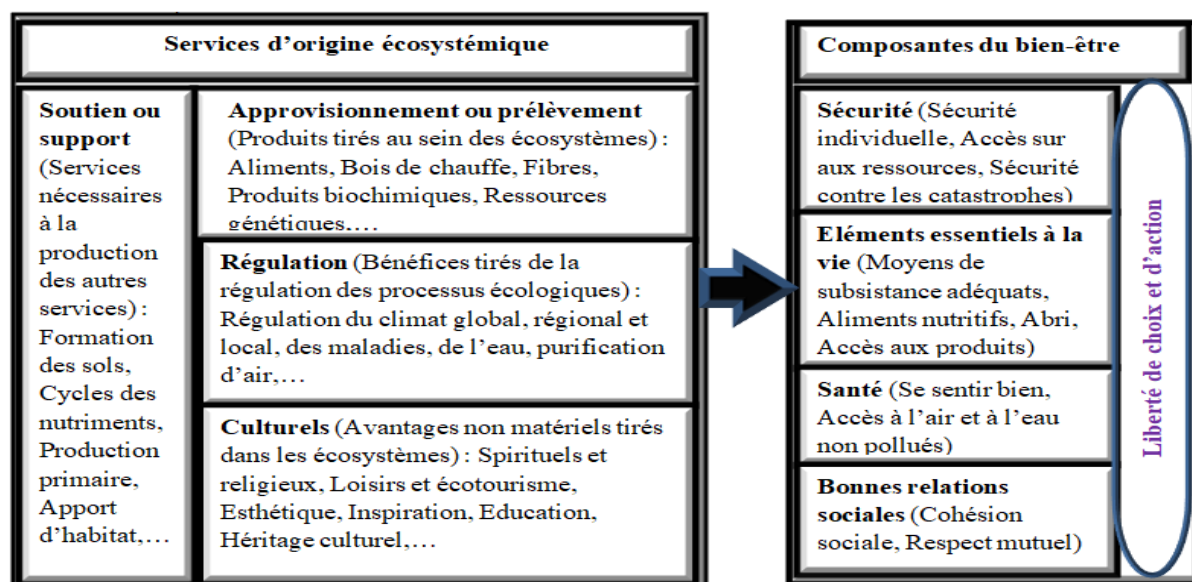 Services d’origine écosystémique
Soutien ou
support
(Services
nécessaires
à la
production
des autres
services) :
Formation
des sols,
Cycles des
nutriments,
Production
primaire,
Apport
d’habitat,…
Approvisionnement ou prélèvement
(Produits tirés au sein des écosystèmes) :
Aliments, Bois de chauffe, Fibres,
Produits biochimiques, Ressources
génétiques,…
Régulation (Bénéfices tirés de la
régulation des processus écologiques) :
Régulation du climat global, régional et
local, des maladies, de l’eau, purification
d’air,…
Culturels (Avantages non matériels tirés
dans les écosystèmes) : Spirituels et
religieux, Loisirs et écotourisme,
Esthétique, Inspiration, Education,
Héritage culturel,…
Composantes du bien-être
Sécurité (Sécurité
individuelle, Accès sur
aux ressources, Sécurité
contre les catastrophes)
Eléments essentiels à la
vie (Moyens de
subsistance adéquats,
Aliments nutritifs, Abri,
Accès aux produits)
Santé (Se sentir bien,
Accès à l’air et à l’eau
non pollués)
Bonnes relations
sociales (Cohésion
sociale, Respect mutuel)
Liberté de choix et d’action